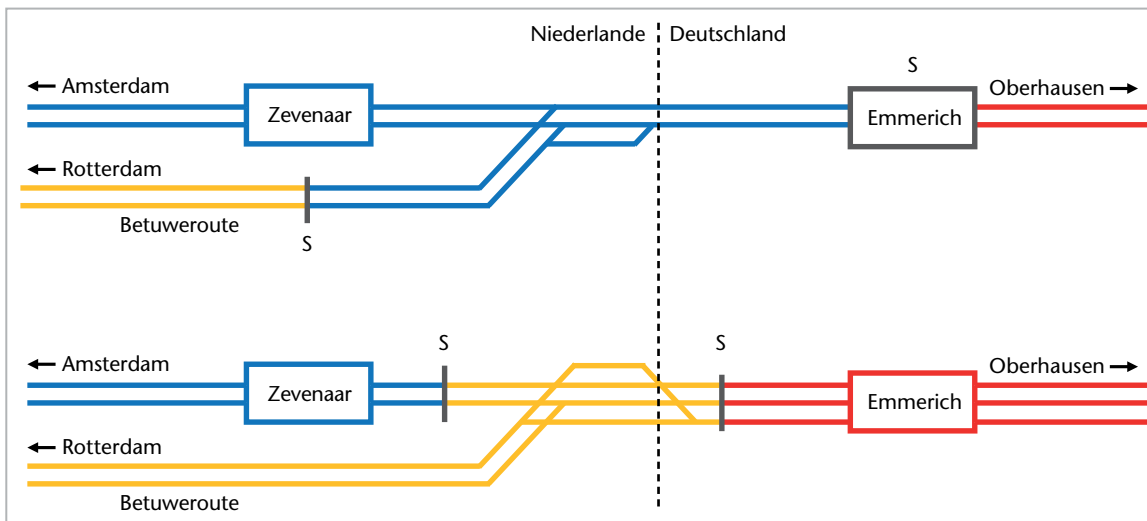 Niederlande Deutschland
S
← Amsterdam
Oberhausen →
Zevenaar
Emmerich
← Rotterdam
Betuweroute
S
S
S
← Amsterdam
Oberhausen →
Zevenaar
Emmerich
← Rotterdam
Betuweroute